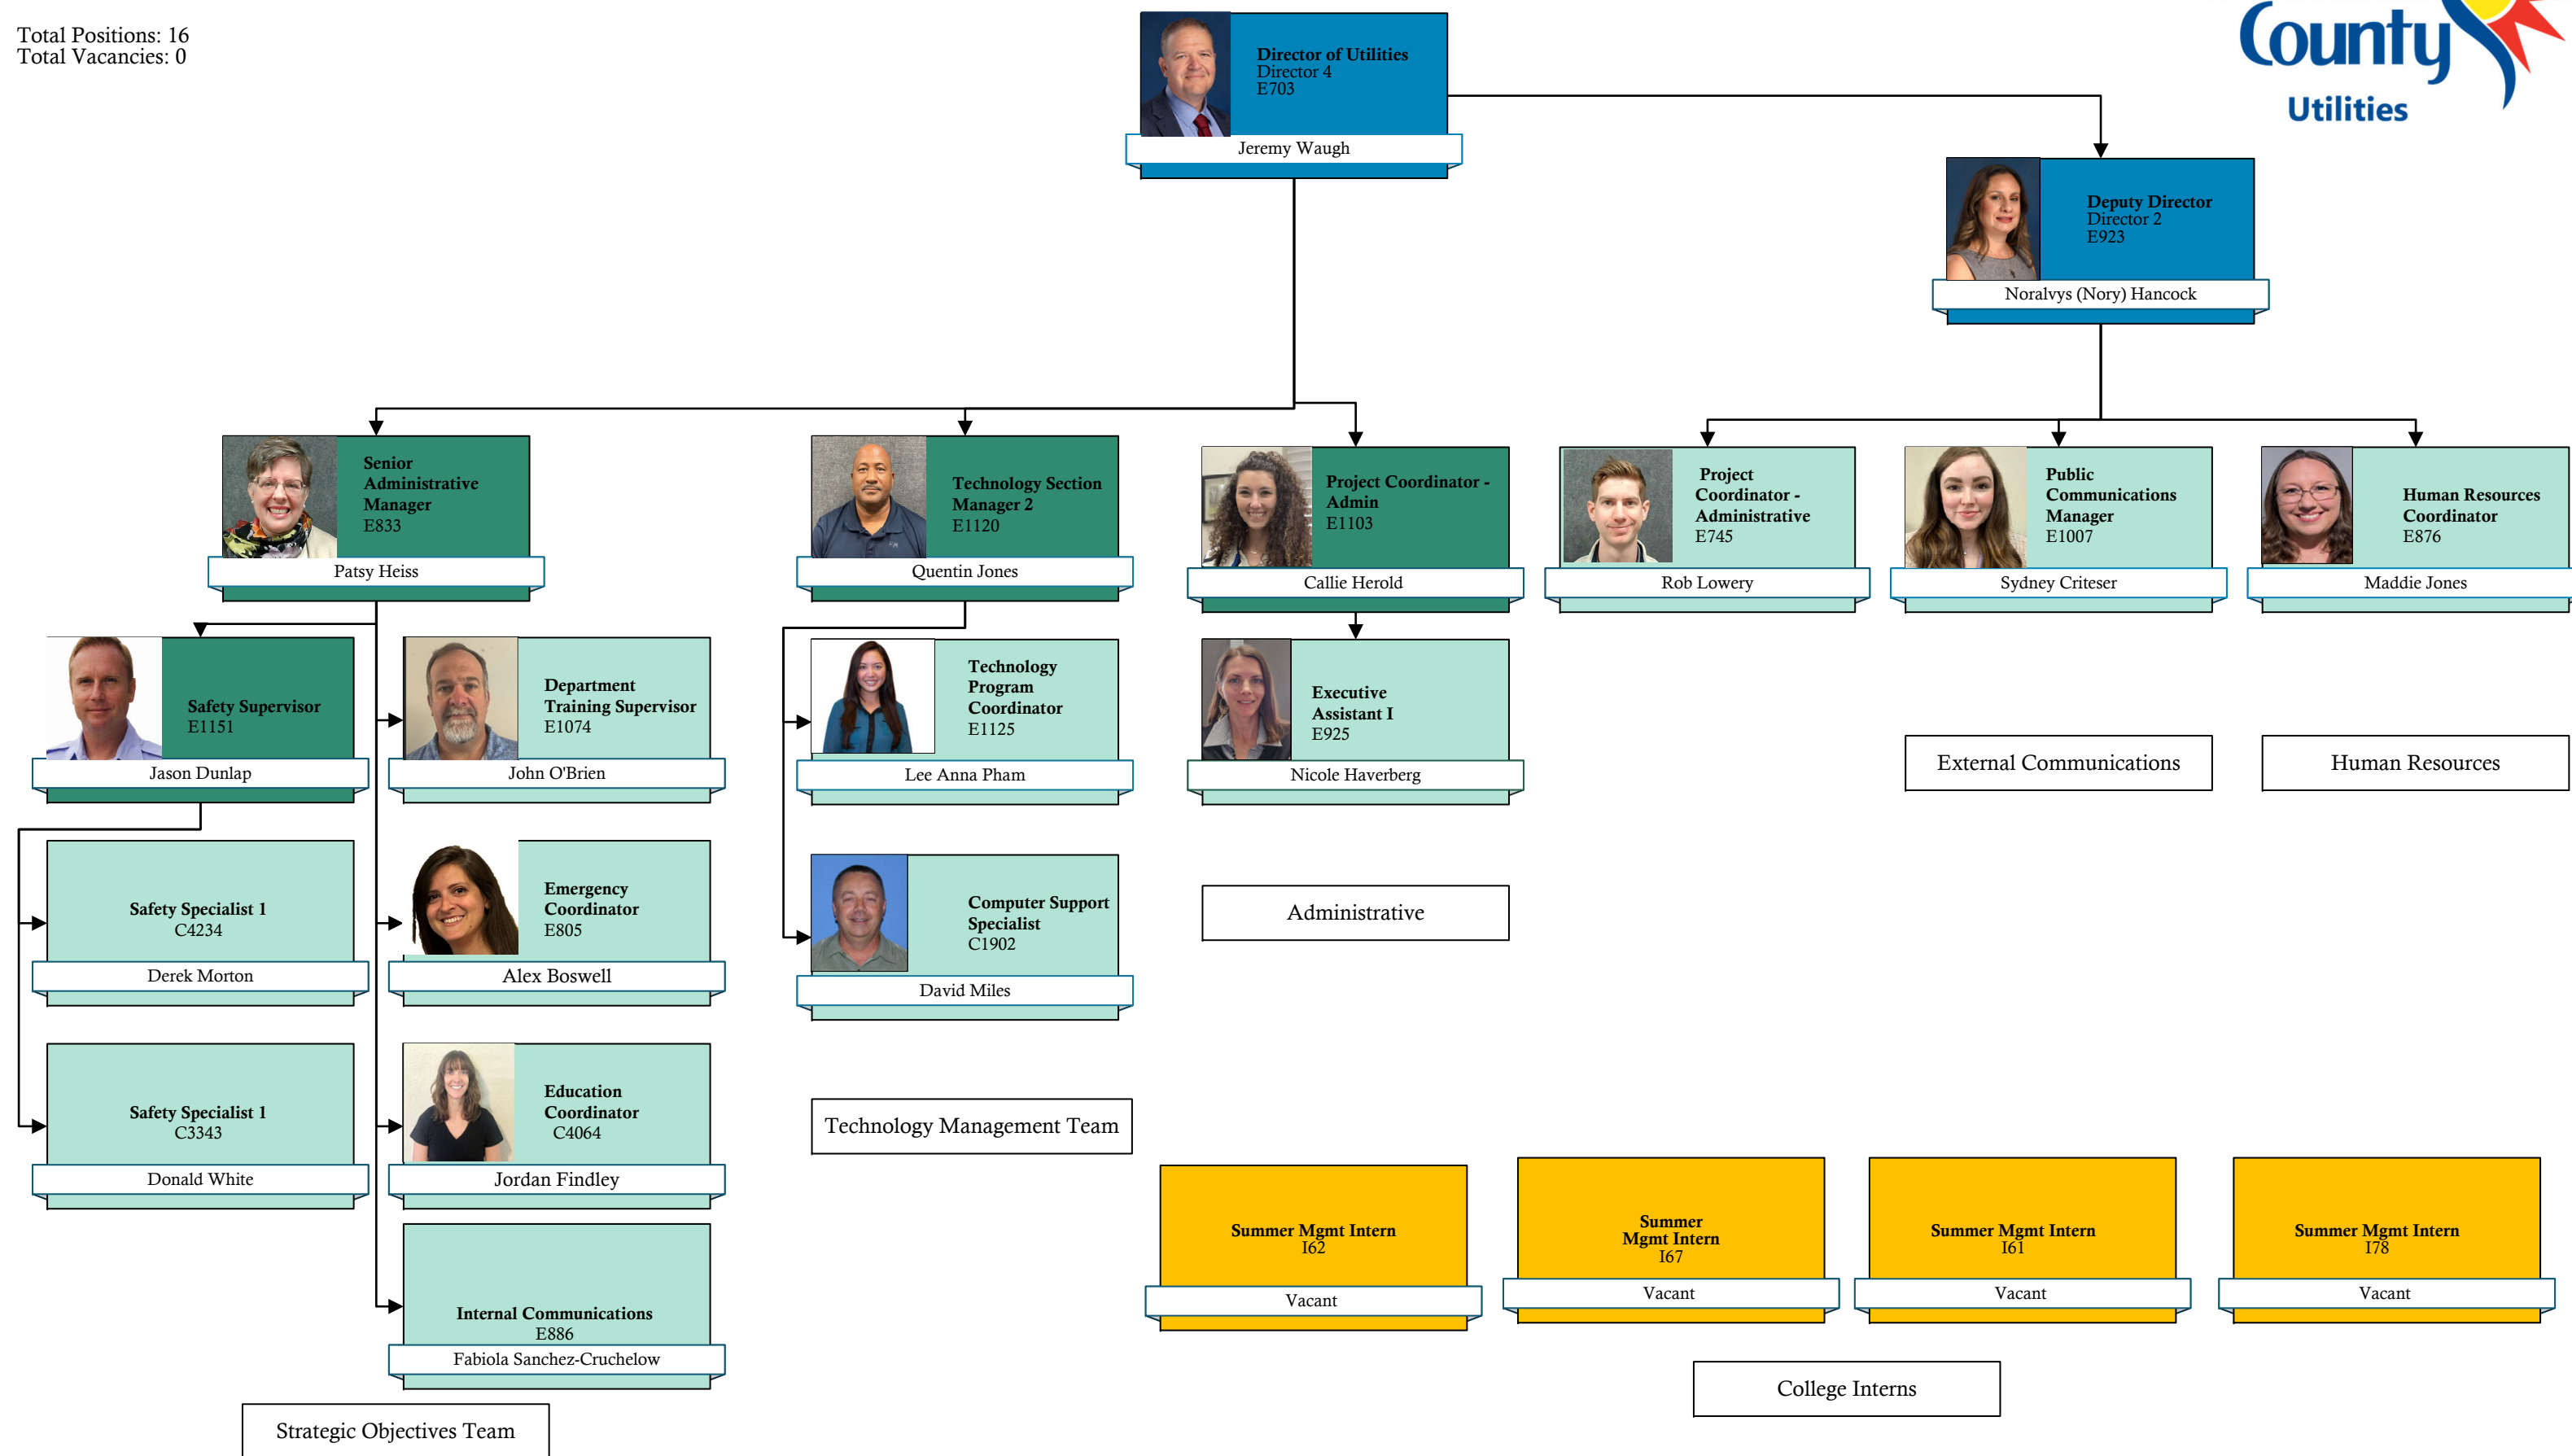 Total Positions: 16
Total Vacancies: 0
County
Utilities
Director of Utilities
Director 4
E703
Jeremy Waugh
Deputy Director
Director 2
E923
Noralvys (Nory) Hancock
Senior
Administrative
Manager
E833
Patsy Heiss
Technology Section
Manager 2
E1120
Quentin Jones
Project Coordinator -
Admin
E1103
Callie Herold
Project
Coordinator -
Administrative
E745
Rob Lowery
Public
Communications
Manager
E1007
Sydney Criteser
Human Resources
Coordinator
E876
Maddie Jones
Safety Supervisor
E1151
Jason Dunlap
Department
Training Supervisor
E1074
John O'Brien
Technology
Program
Coordinator
E1125
Lee Anna Pham
Executive
Assistant I
E925
Nicole Haverberg
External Communications
Human Resources
Safety Specialist 1
C4234
Derek Morton
Emergency
Coordinator
E805
Alex Boswell
Computer Support
Specialist
C1902
David Miles
Administrative
Safety Specialist 1
C3343
Donald White
Education
Coordinator
C4064
Jordan Findley
Technology Management Team
Internal Communications
E886
Fabiola Sanchez-Cruchelow
Summer Mgmt Intern
I62
Vacant
Summer
Mgmt Intern
I67
Vacant
Summer Mgmt Intern
I61
Vacant
Summer Mgmt Intern
I78
Vacant
College Interns
Strategic Objectives Team